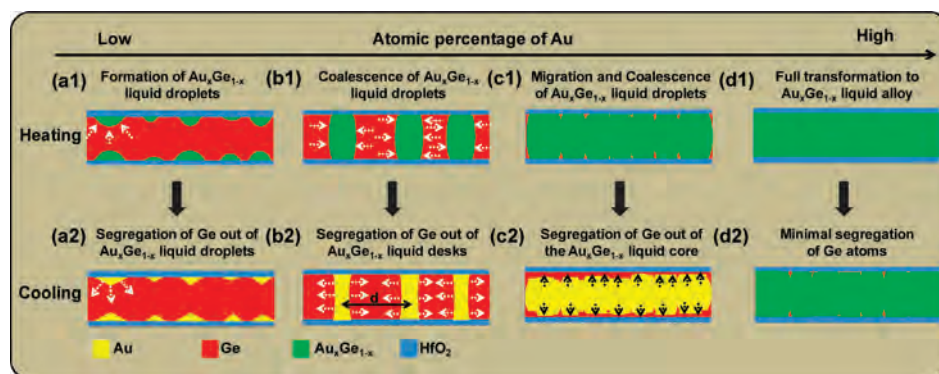 Low Atomic percentage of Au High
(a1) Formation of AuₓGe₁₋ₓ liquid droplets
(b1) Coalescence of AuₓGe₁₋ₓ liquid droplets
(c1) Migration and Coalescence of AuₓGe₁₋ₓ liquid droplets
(d1) Full transformation to AuₓGe₁₋ₓ liquid alloy
Heating
(a2) Segregation of Ge out of AuₓGe₁₋ₓ liquid droplets
(b2) Segregation of Ge out of AuₓGe₁₋ₓ liquid desks
(c2) Segregation of Ge out of the AuₓGe₁₋ₓ liquid core
(d2) Minimal segregation of Ge atoms
Cooling
d
Au Ge AuₓGe₁₋ₓ HfO₂